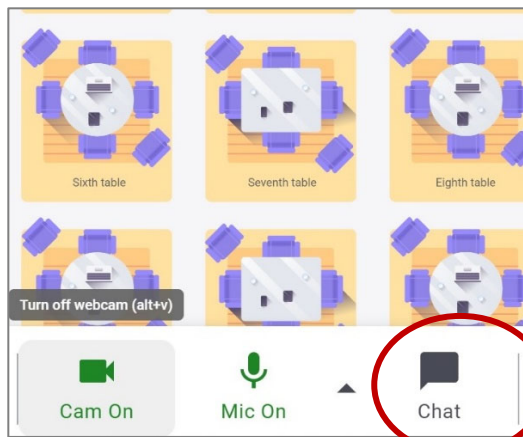 Sixth table
Seventh table
Eighth table
Turn off webcam (alt+v)
Cam On
Mic On
Chat